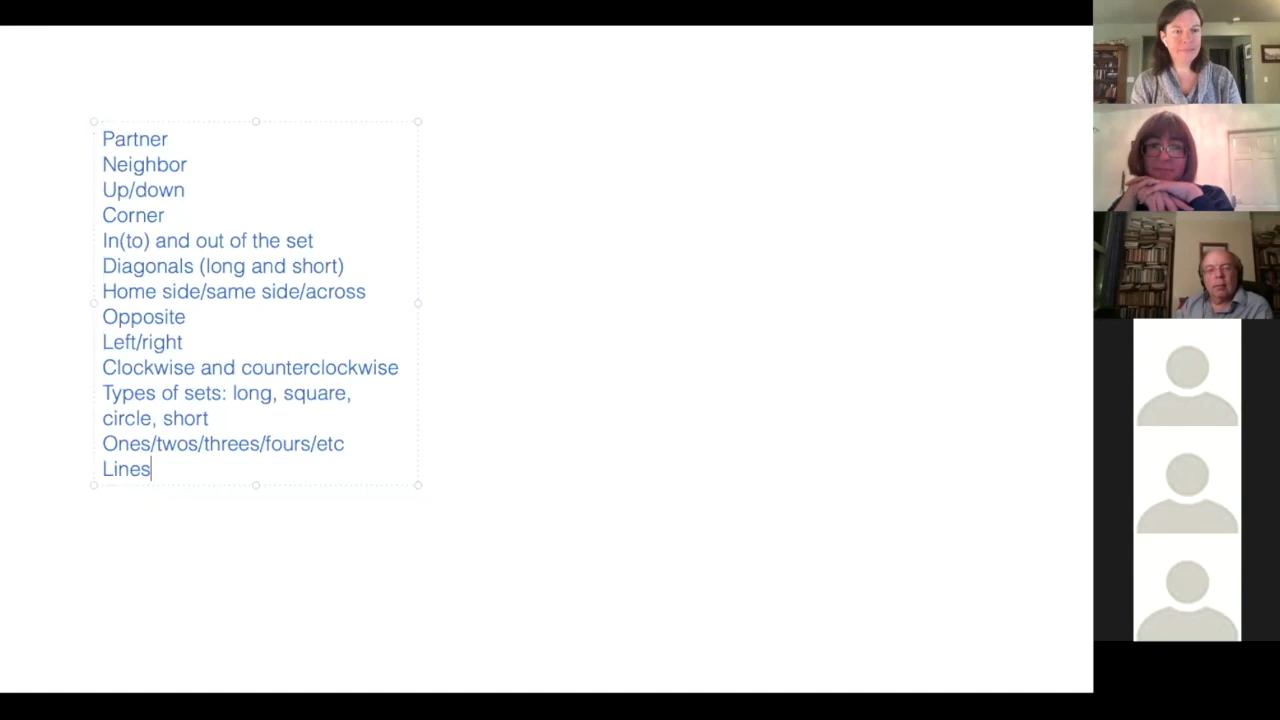 Partner
Neighbor
Up/down
Corner
In(to) and out of the set
Diagonals (long and short)
Home side/same side/across
Opposite
Left/right
Clockwise and counterclockwise
Types of sets: long, square,
circle, short
Ones/twos/threes/fours/etc
Lines